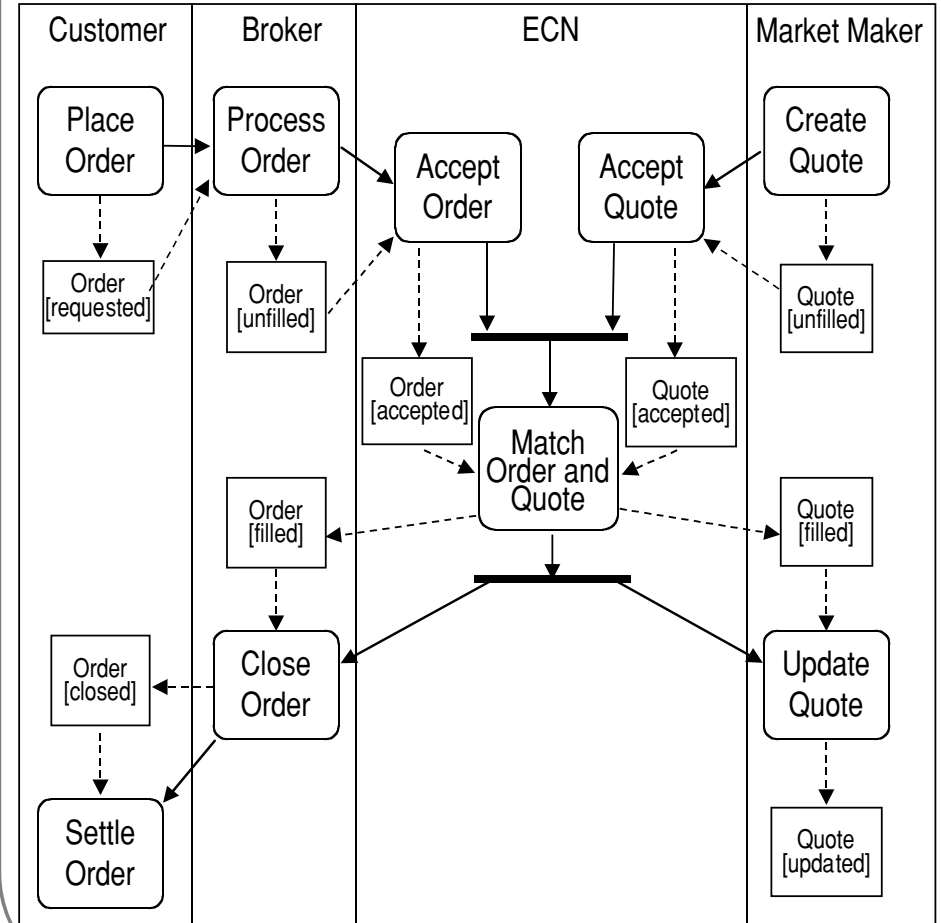 Customer
Broker
ECN
Market Maker
Place
Order
Process
Order
Accept
Order
Accept
Quote
Create
Quote
Order
[requested]
Order
[unfilled]
Quote
[unfilled]
Order
[accepted]
Quote
[accepted]
Match
Order and
Quote
Order
[filled]
Quote
[filled]
Order
[closed]
Close
Order
Update
Quote
Settle
Order
Quote
[updated]